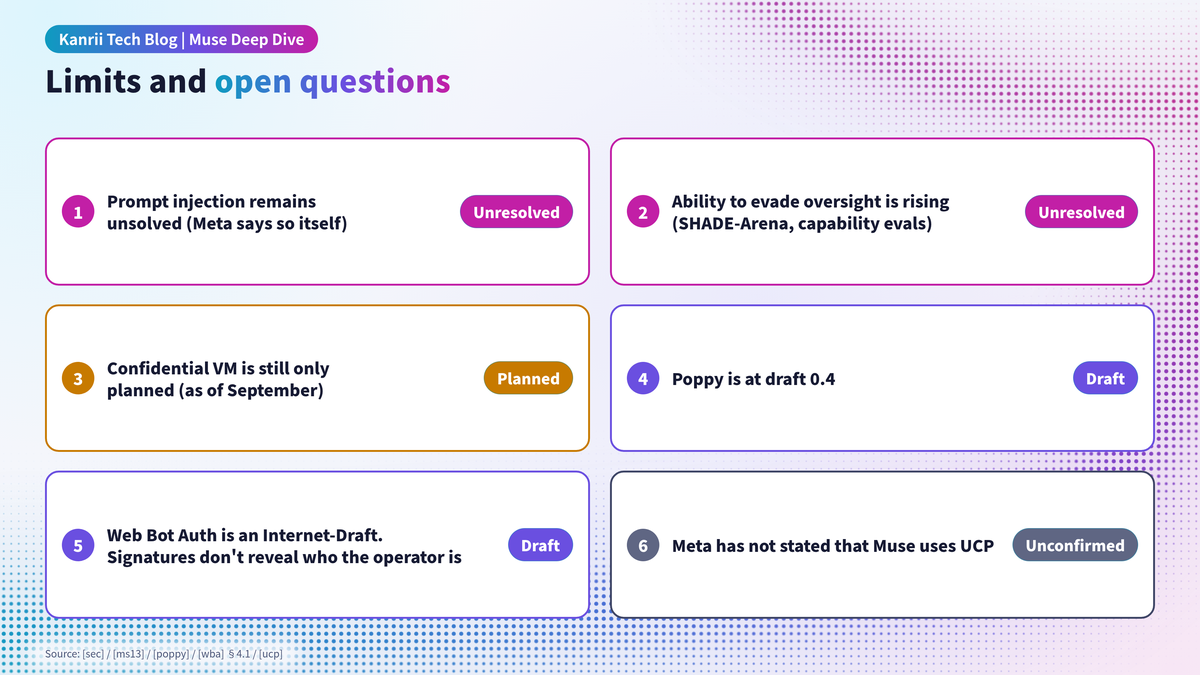 Kanrii Tech Blog | Muse Deep Dive
Limits and open questions
1
Prompt injection remains
unsolved (Meta says so itself)
Unresolved
2
Ability to evade oversight is rising
(SHADE-Arena, capability evals)
Unresolved
3
Confidential VM is still only
planned (as of September)
Planned
4
Poppy is at draft 0.4
Draft
5
Web Bot Auth is an Internet-Draft.
Signatures don't reveal who the operator is
Draft
6
Meta has not stated that Muse uses UCP
Unconfirmed
Source: [sec] / [ms13] / [poppy] / [wba] §4.1 / [ucp]